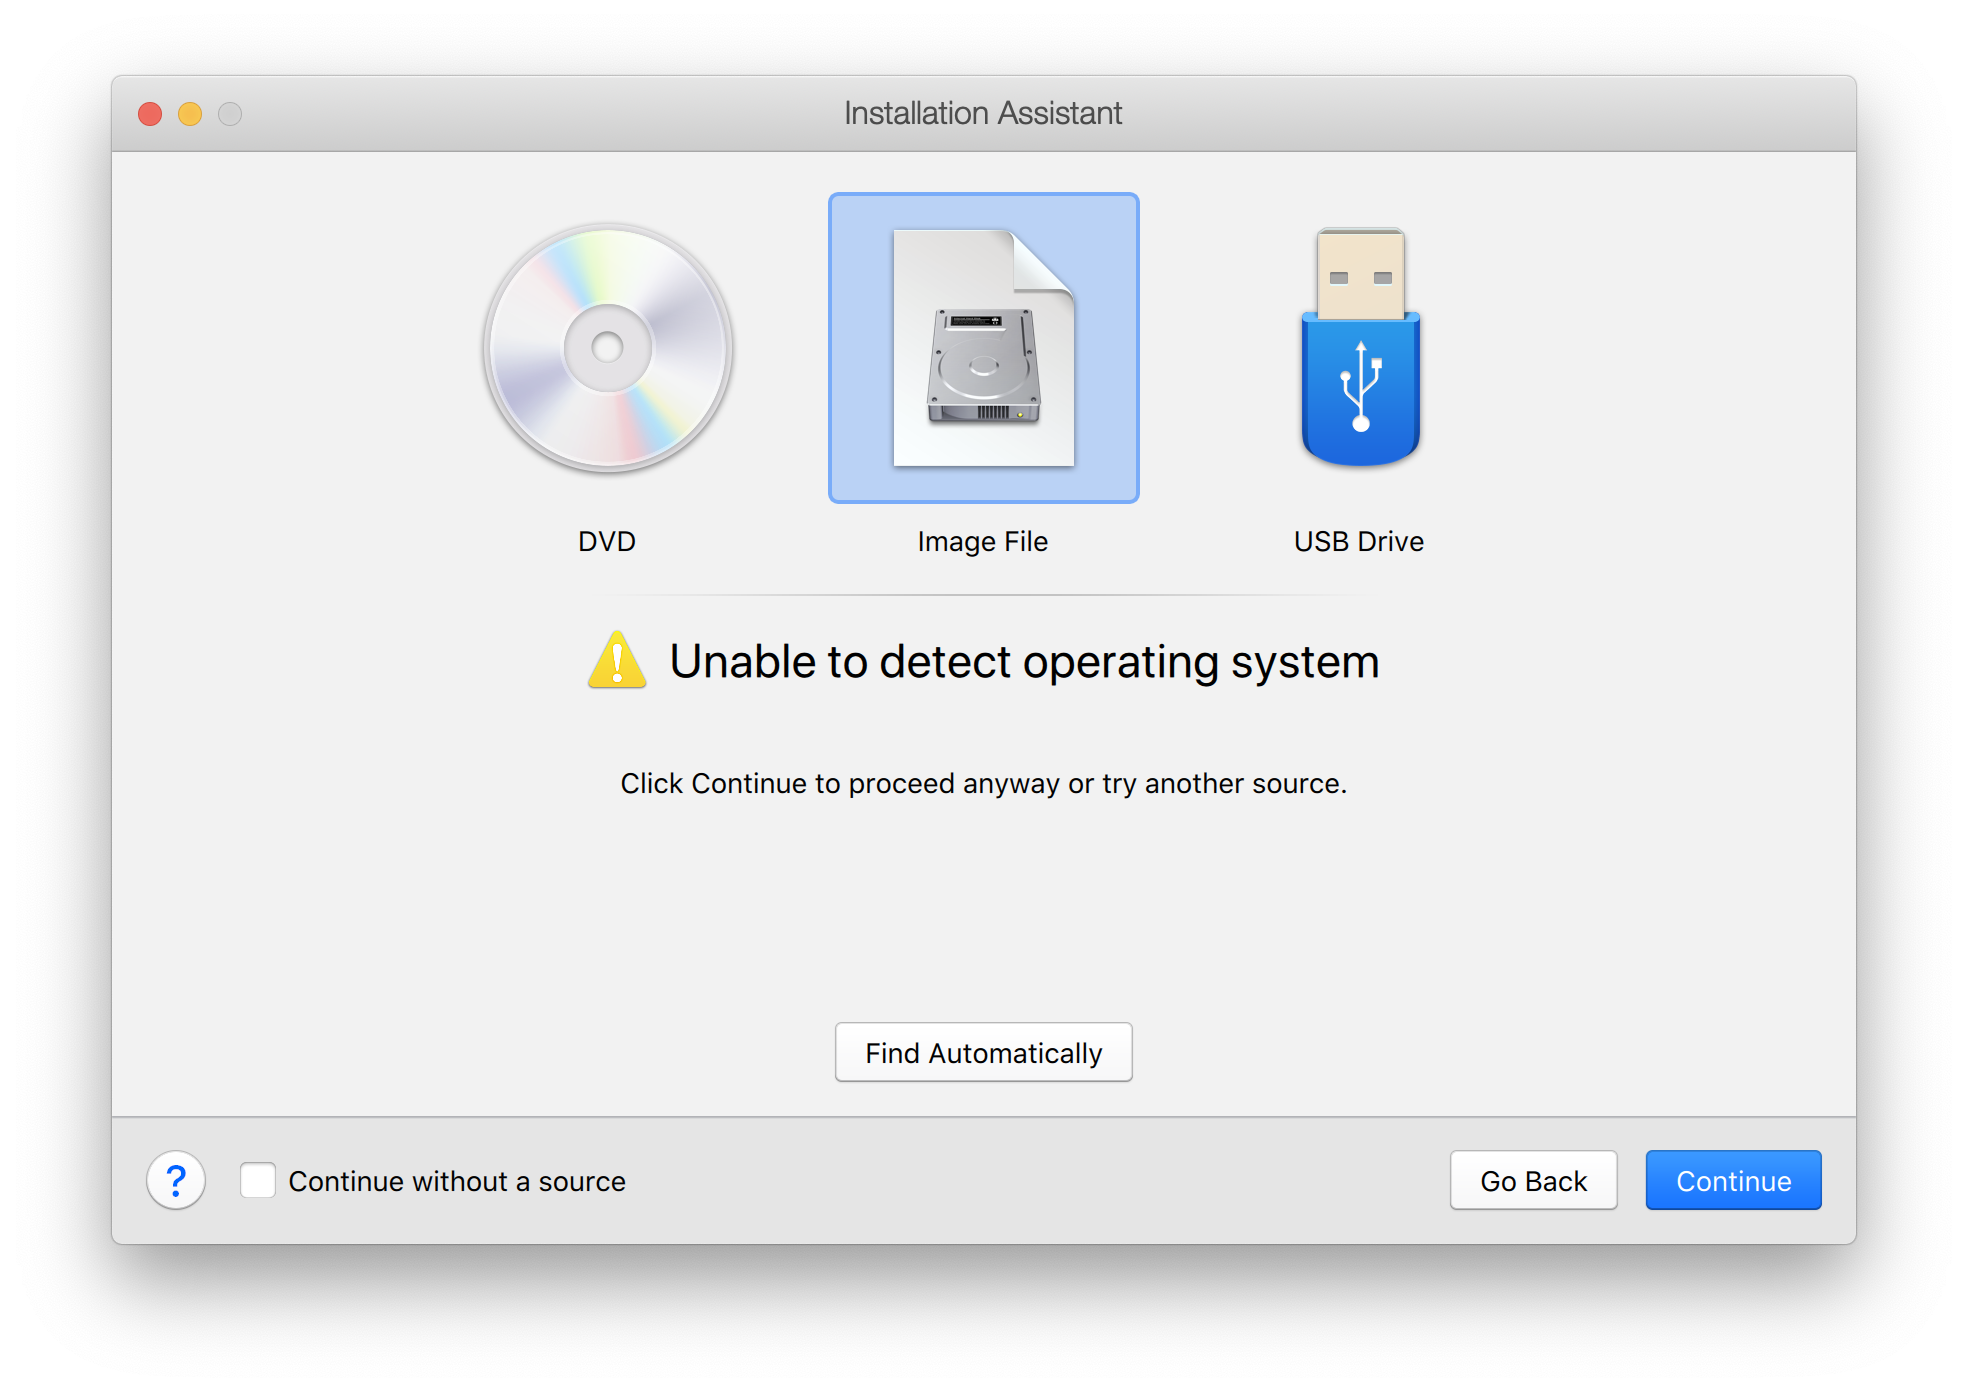 Installation Assistant
DVD
Image File
USB Drive
Unable to detect operating system
Click Continue to proceed anyway or try another source.
Find Automatically
?
Continue without a source
Go Back
Continue